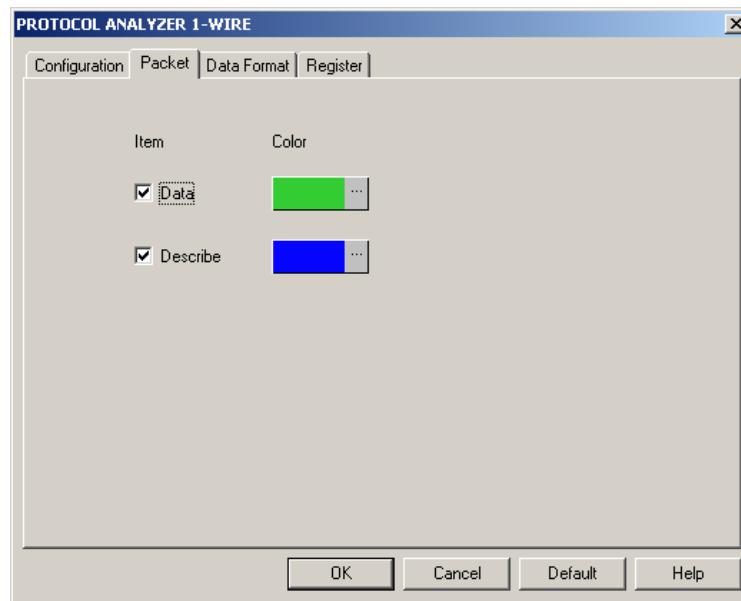 PROTOCOL ANALYZER 1-WIRE
Configuration Packet Data Format Register
Item Color
Data ...
Describe ...
OK Cancel Default Help